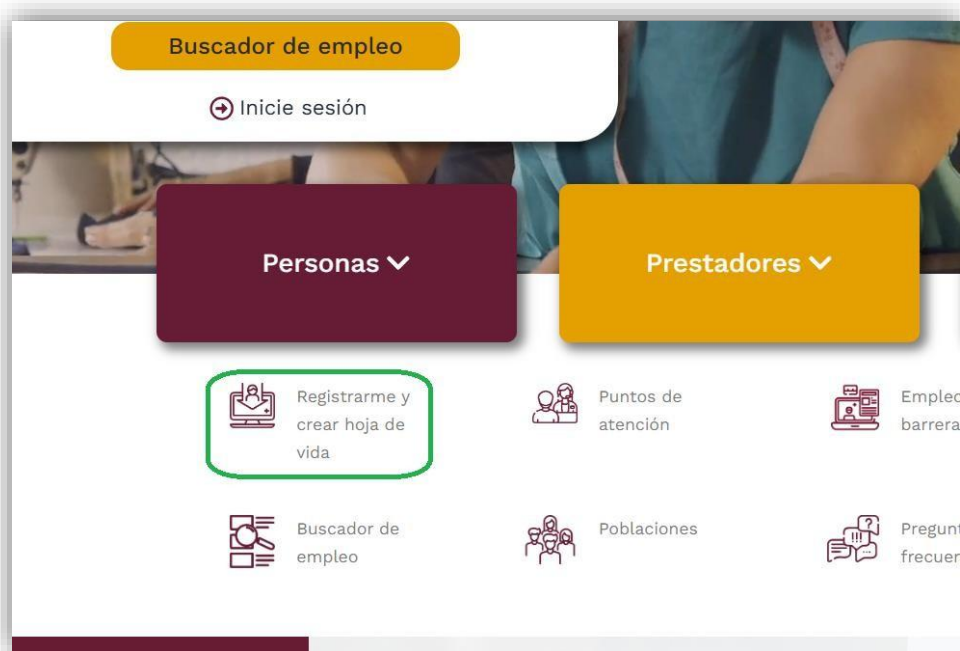 Buscador de empleo
Inicie sesión
Personas
Prestadores
Registrarme y
crear hoja de
vida
Puntos de
atención
Buscador de
empleo
Poblaciones